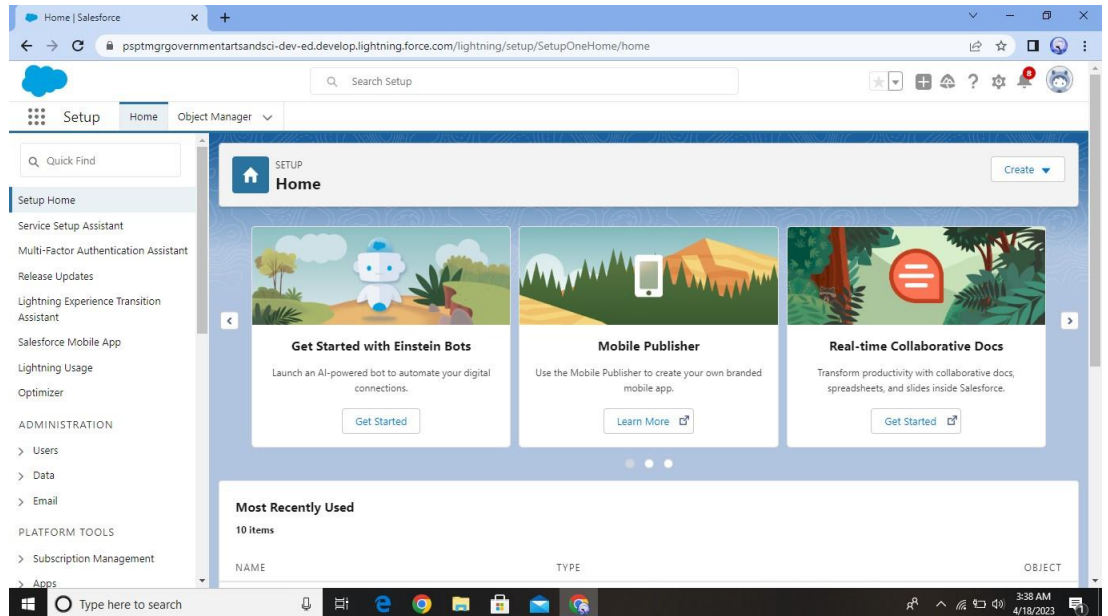 Home | Salesforce
psptmgrgovernmentartsandsci-dev-ed.develop.lightning.force.com/lightning/setup/SetupOneHome/home
Search Setup
8
Setup Home Object Manager
Quick Find
Setup Home
Service Setup Assistant
Multi-Factor Authentication Assistant
Release Updates
Lightning Experience Transition
Assistant
Salesforce Mobile App
Lightning Usage
Optimizer
ADMINISTRATION
Users
Data
Email
PLATFORM TOOLS
Subscription Management
Apps
SETUP
Home
Create
Get Started with Einstein Bots
Launch an AI-powered bot to automate your digital
connections.
Get Started
Mobile Publisher
Use the Mobile Publisher to create your own branded
mobile app.
Learn More
Real-time Collaborative Docs
Transform productivity with collaborative docs,
spreadsheets, and slides inside Salesforce.
Get Started
Most Recently Used
10 items
NAME TYPE OBJECT
Type here to search
3:38 AM
4/18/2023
1